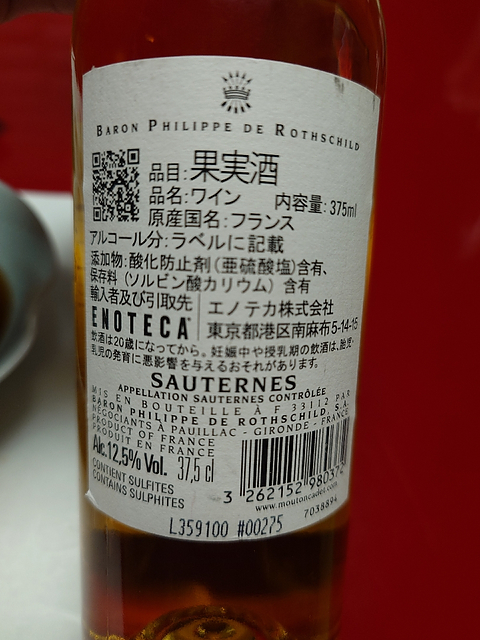 BARON PHILIPPE DE ROTHSCHILD
品目:果実酒
品名:ワイン 内容量:375ml
原産国名:フランス
アルコール分:ラベルに記載
添加物:酸化防止剤(亜硫酸塩)含有、
保存料(ソルビン酸カリウム)含有
輸入者及び引取先 エノテカ株式会社
ENOTECA 東京都港区南麻布5-14-15
飲酒は20歳になってから。妊娠中や授乳期の飲酒は、胎児・
乳児の発育に悪影響を与えるおそれがあります。
SAUTERNES
APPELLATION SAUTERNES CONTRÔLÉE
MIS EN BOUTEILLE À F 33112 PAR
BARON PHILIPPE DE ROTHSCHILD, S.A.
NÉGOCIANTS À PAUILLAC - GIRONDE - FRANCE
PRODUCT OF FRANCE
PRODUIT EN FRANCE
Alc.12,5% Vol. 37,5 cl
CONTIENT SULFITES
CONTAINS SULPHITES
3 262152 980374
www.moutoncadet.com
7038894
L359100 #00275